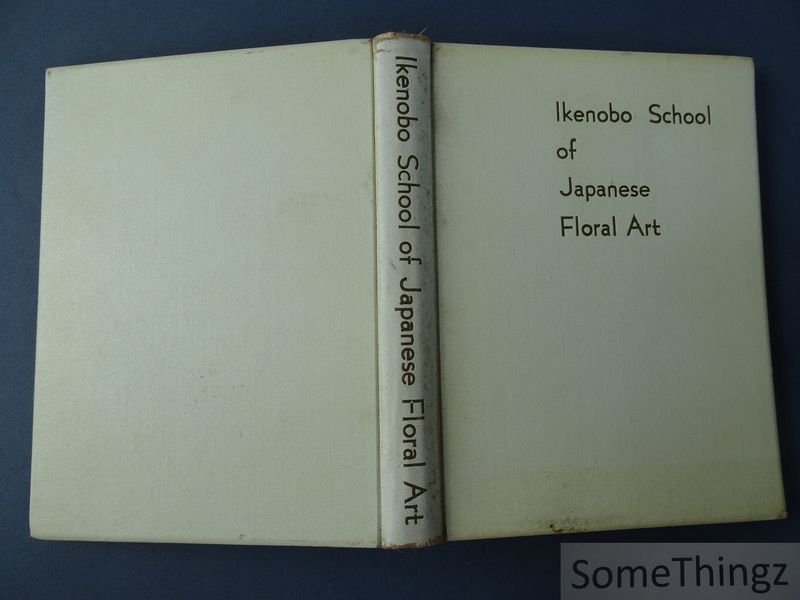 Ikenobo School of Japanese Floral Art
Ikenobo School
of
Japanese
Floral Art
SomeThingz